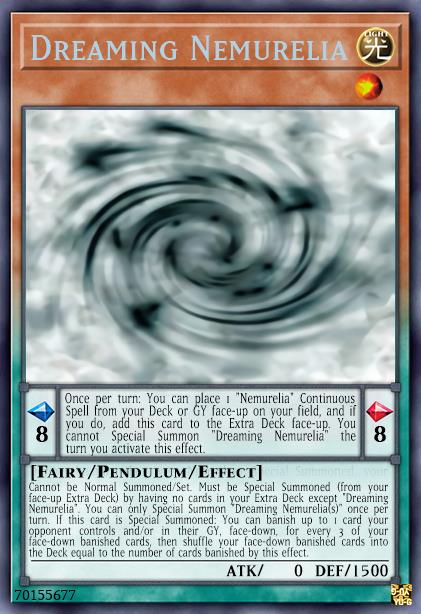 Dreaming Nemurelia
LIGHT
光
Once per turn: You can place 1 "Nemurelia" Continuous
Spell from your Deck or GY face-up on your field, and if
you do, add this card to the Extra Deck face-up. You
cannot Special Summon "Dreaming Nemurelia" the
turn you activate this effect.
8
8
[Fairy/Pendulum/Effect]
Cannot be Normal Summoned/Set. Must be Special Summoned (from your
face-up Extra Deck) by having no cards in your Extra Deck except "Dreaming
Nemurelia". You can only Special Summon "Dreaming Nemurelia(s)" once per
turn. If this card is Special Summoned: You can banish up to 1 card your
opponent controls and/or in their GY, face-down, for every 3 of your
face-down banished cards, then shuffle your face-down banished cards into
the Deck equal to the number of cards banished by this effect.
ATK/ 0 DEF/1500
70155677